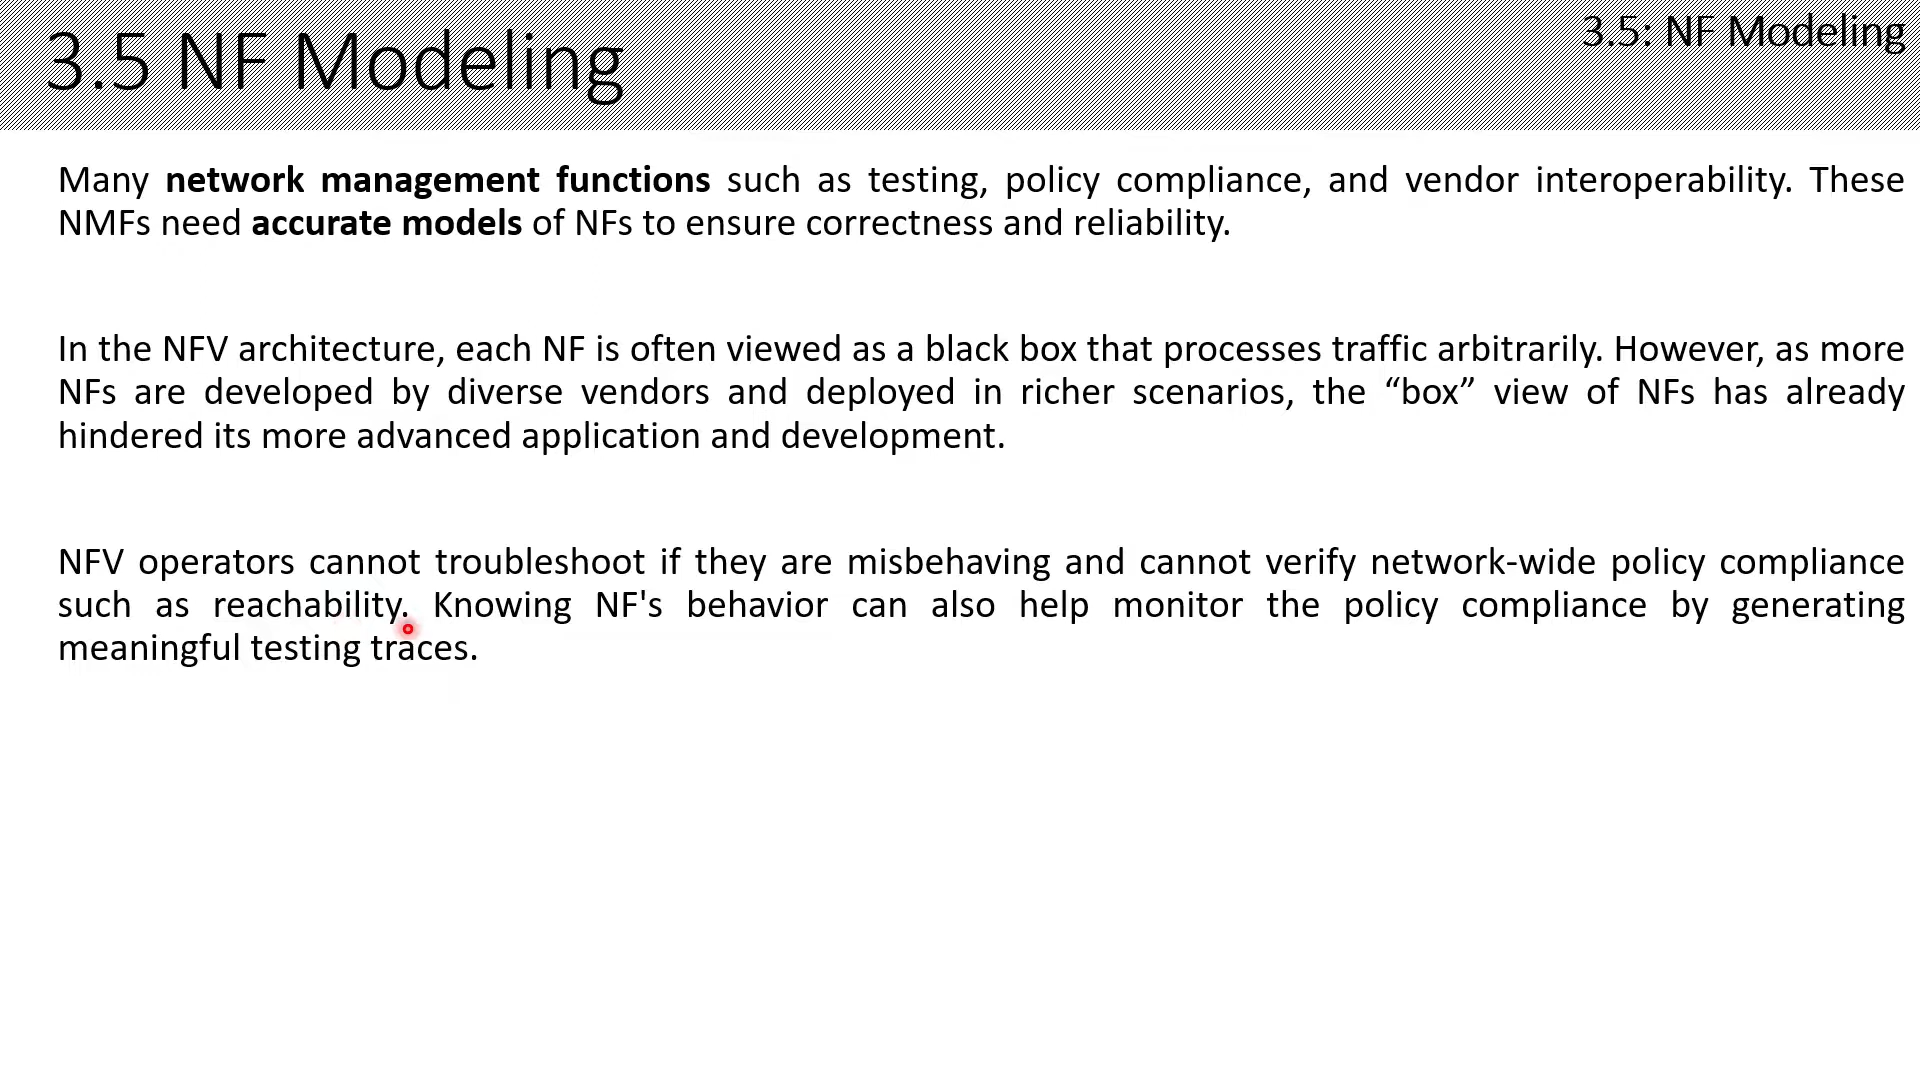 3.5 NF Modeling
3.5: NF Modeling
Many network management functions such as testing, policy compliance, and vendor interoperability. These
NMFs need accurate models of NFs to ensure correctness and reliability.
In the NFV architecture, each NF is often viewed as a black box that processes traffic arbitrarily. However, as more
NFs are developed by diverse vendors and deployed in richer scenarios, the “box” view of NFs has already
hindered its more advanced application and development.
NFV operators cannot troubleshoot if they are misbehaving and cannot verify network-wide policy compliance
such as reachability. Knowing NF's behavior can also help monitor the policy compliance by generating
meaningful testing traces.